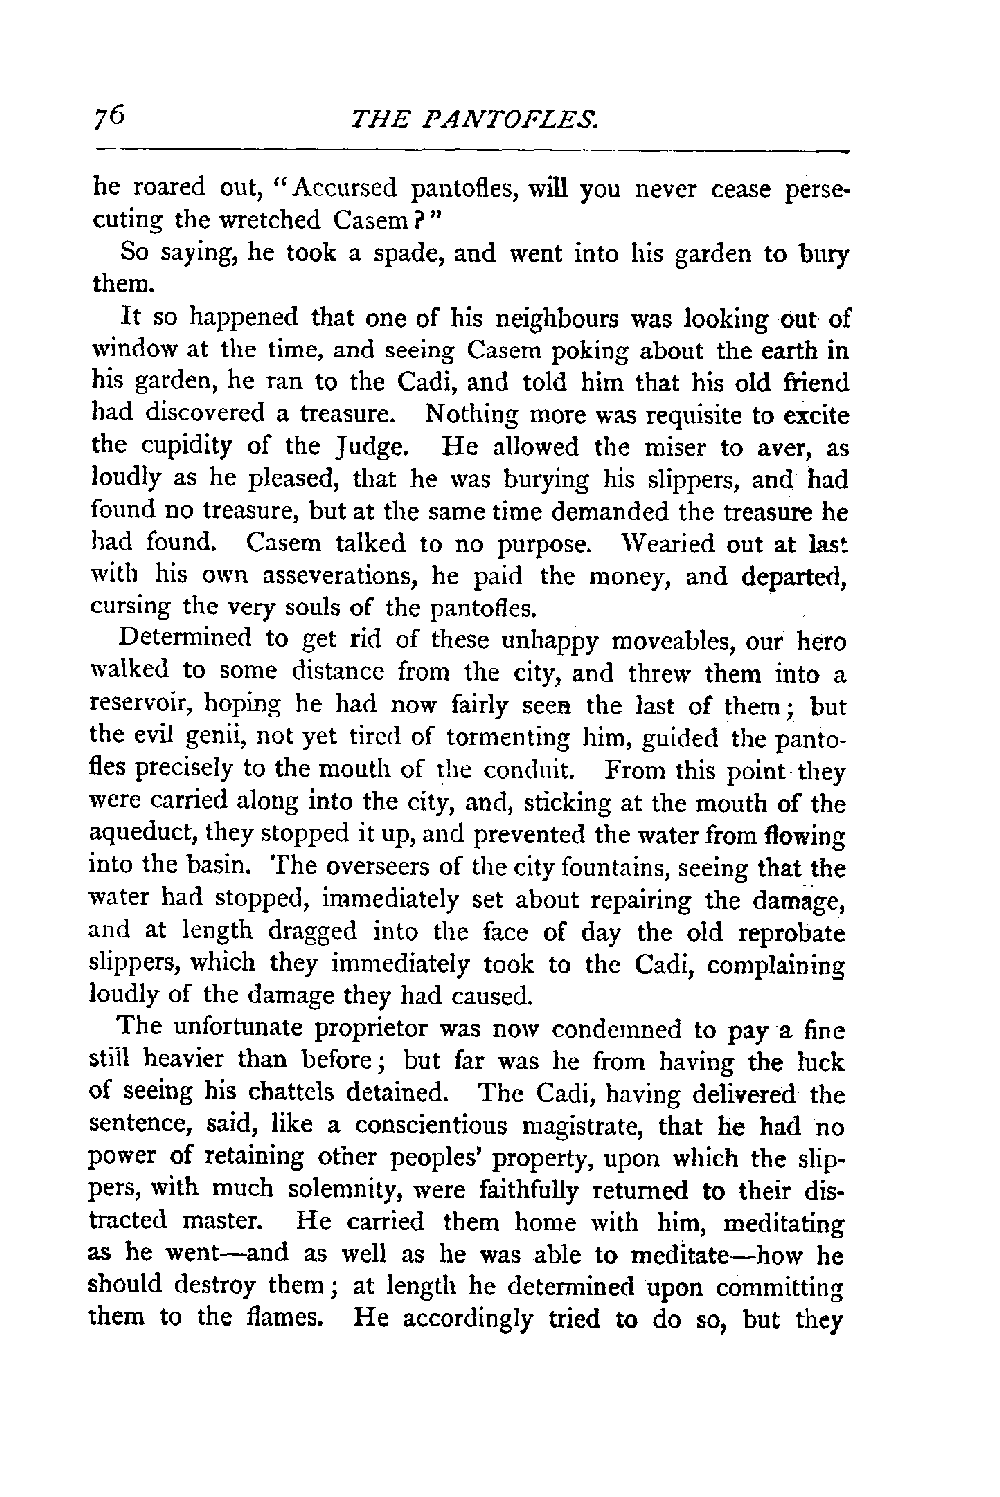 76 THE PANTOFLES.
he roared out, "Accursed pantofles, will you never cease perse-
cuting the wretched Casem?"
So saying, he took a spade, and went into his garden to bury
them.
It so happened that one of his neighbours was looking out of
window at the time, and seeing Casem poking about the earth in
his garden, he ran to the Cadi, and told him that his old friend
had discovered a treasure. Nothing more was requisite to excite
the cupidity of the Judge. He allowed the miser to aver, as
loudly as he pleased, that he was burying his slippers, and had
found no treasure, but at the same time demanded the treasure he
had found. Casem talked to no purpose. Wearied out at last
with his own asseverations, he paid the money, and departed,
cursing the very souls of the pantofles.
Determined to get rid of these unhappy moveables, our hero
walked to some distance from the city, and threw them into a
reservoir, hoping he had now fairly seen the last of them; but
the evil genii, not yet tired of tormenting him, guided the panto-
fles precisely to the mouth of the conduit. From this point they
were carried along into the city, and, sticking at the mouth of the
aqueduct, they stopped it up, and prevented the water from flowing
into the basin. The overseers of the city fountains, seeing that the
water had stopped, immediately set about repairing the damage,
and at length dragged into the face of day the old reprobate
slippers, which they immediately took to the Cadi, complaining
loudly of the damage they had caused.
The unfortunate proprietor was now condemned to pay a fine
still heavier than before; but far was he from having the luck
of seeing his chattels detained. The Cadi, having delivered the
sentence, said, like a conscientious magistrate, that he had no
power of retaining other peoples' property, upon which the slip-
pers, with much solemnity, were faithfully returned to their dis-
tracted master. He carried them home with him, meditating
as he went—and as well as he was able to meditate—how he
should destroy them; at length he determined upon committing
them to the flames. He accordingly tried to do so, but they